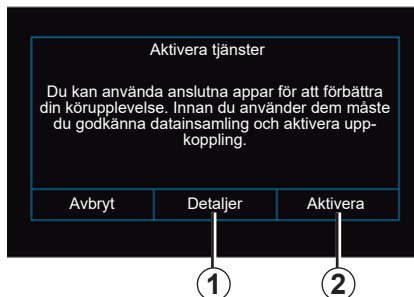 Aktivera tjänster
Du kan använda anslutna appar för att förbättra
din körupplevelse. Innan du använder dem måste
du godkänna datainsamling och aktivera upp-
koppling.
Avbryt Detaljer Aktivera
1 2